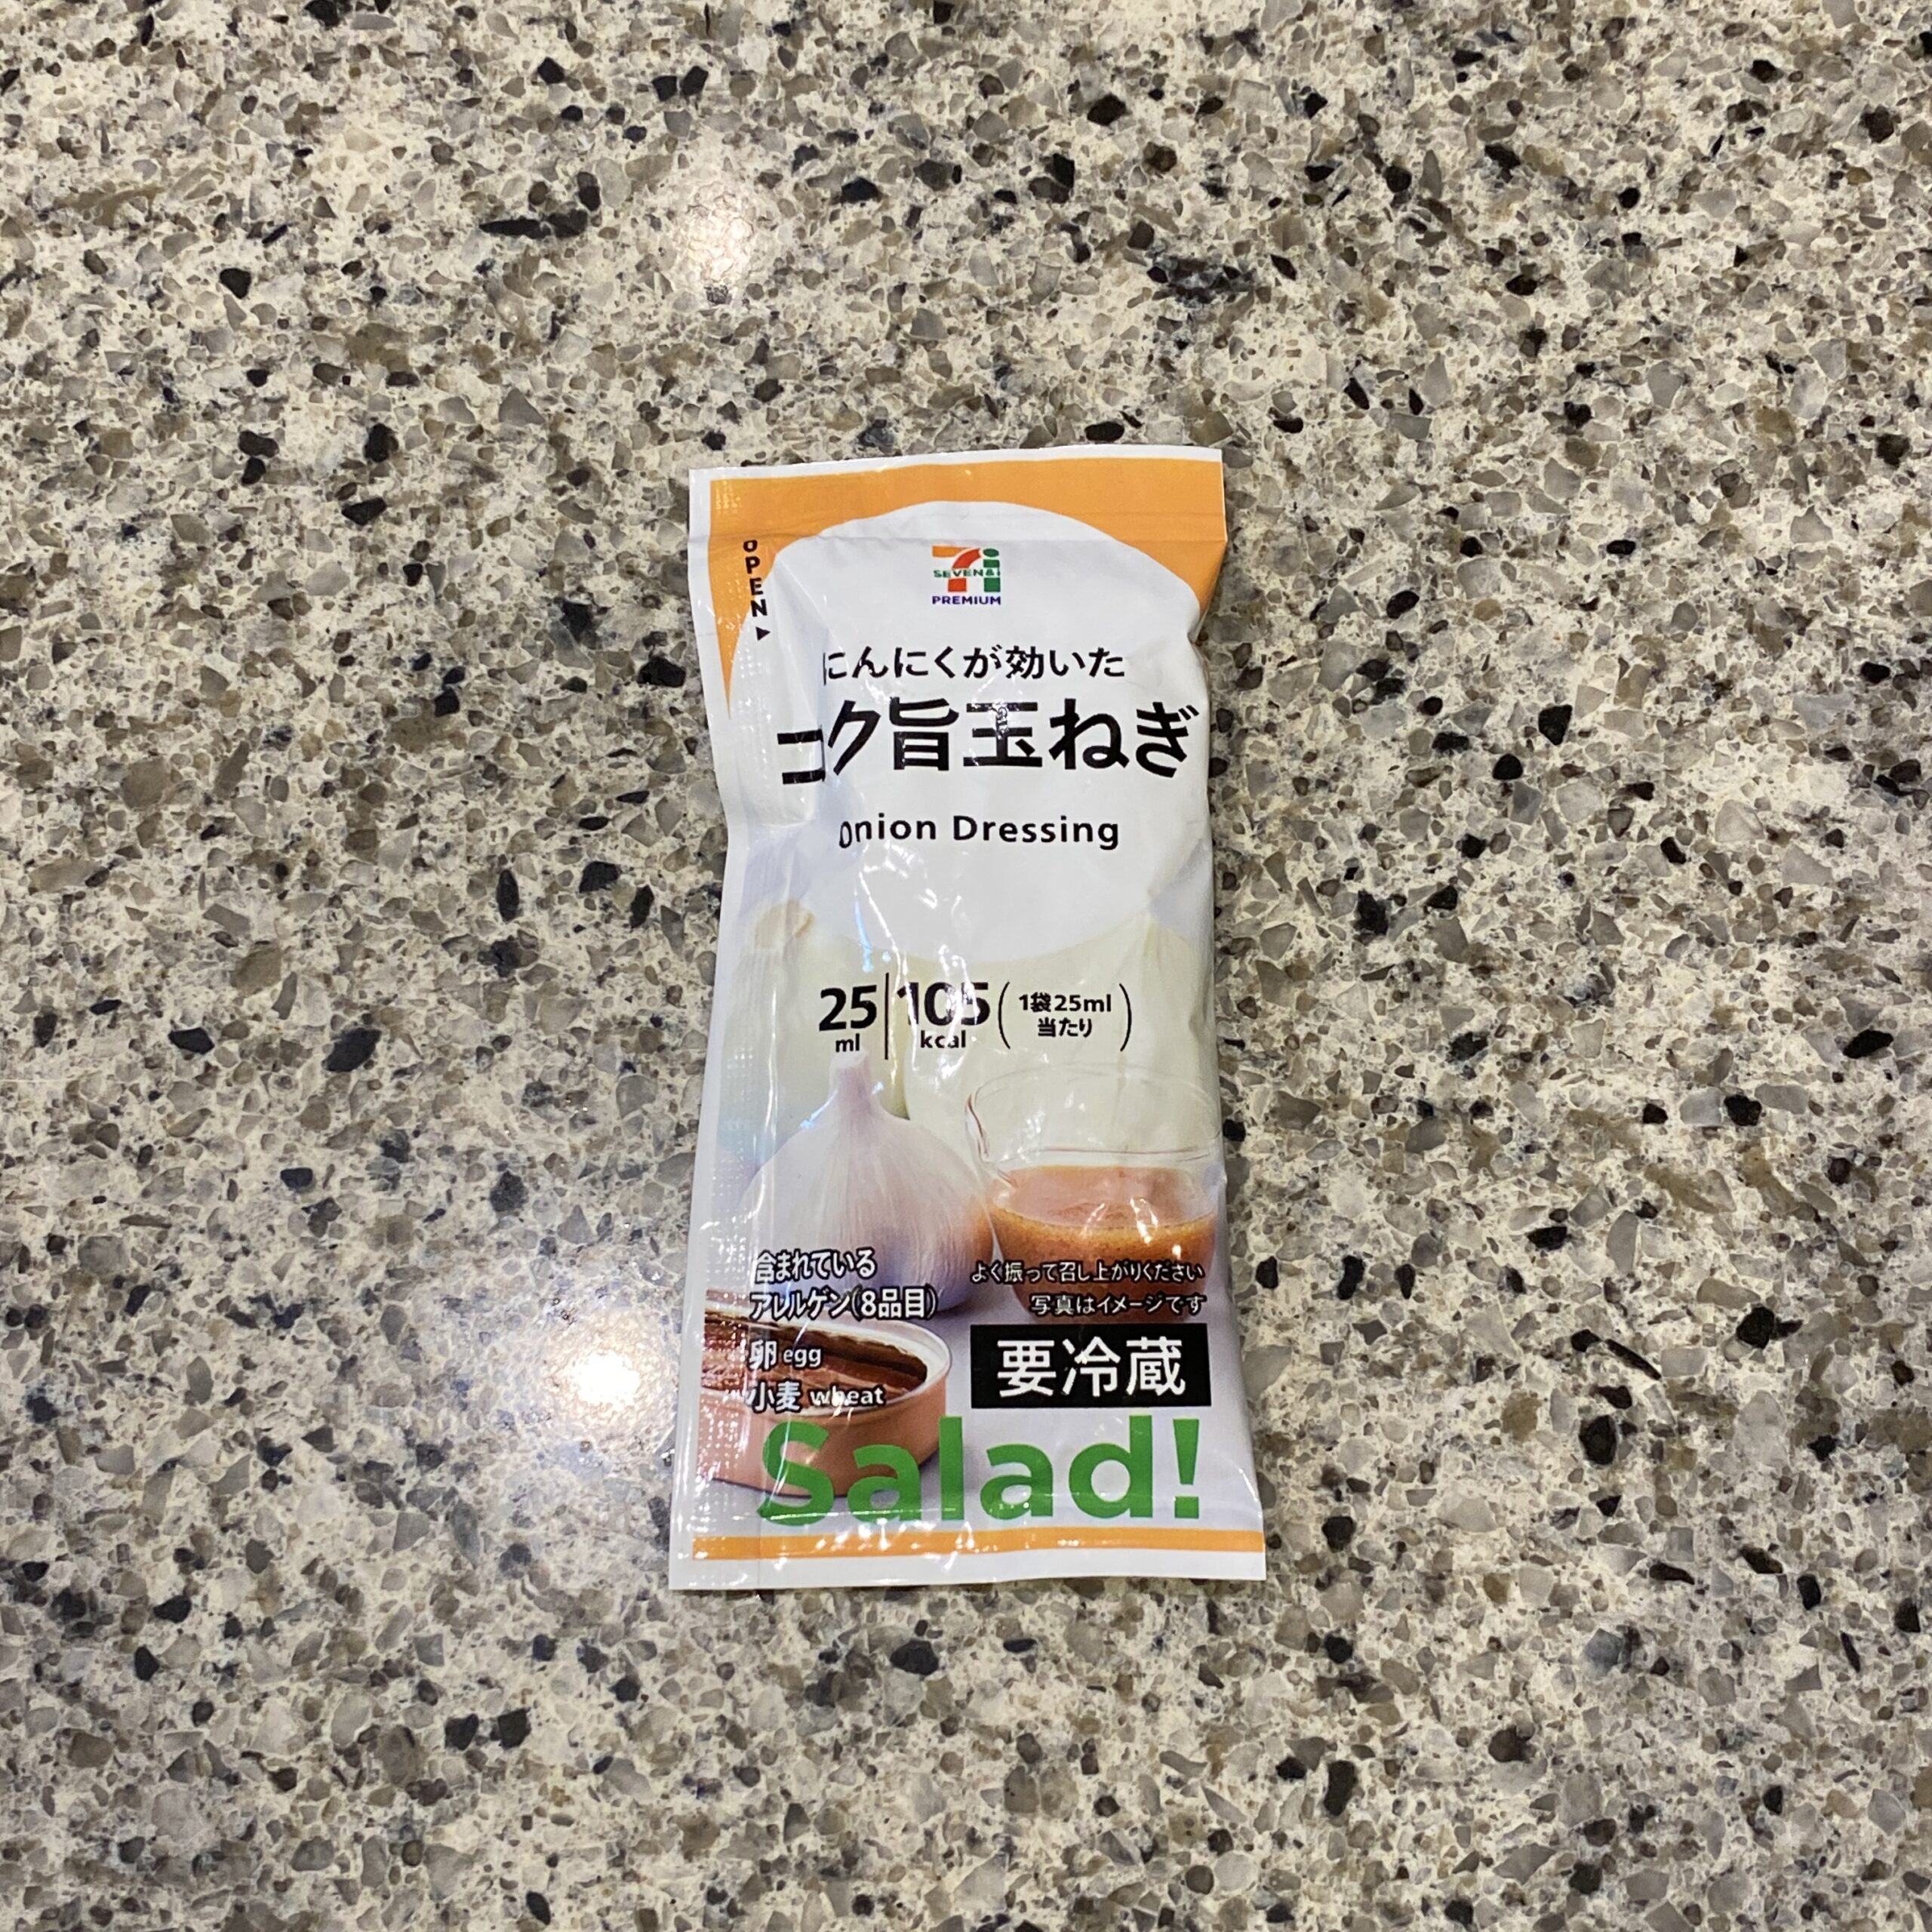 OPEN
SEVEN&i
PREMIUM
にんにくが効いた
コク旨玉ねぎ
Onion Dressing
25 ml
105 kcal
(1袋25ml
当たり)
含まれている
アレルゲン(8品目)
卵 egg
小麦 wheat
よく振って召し上がりください
写真はイメージです
要冷蔵
Salad!